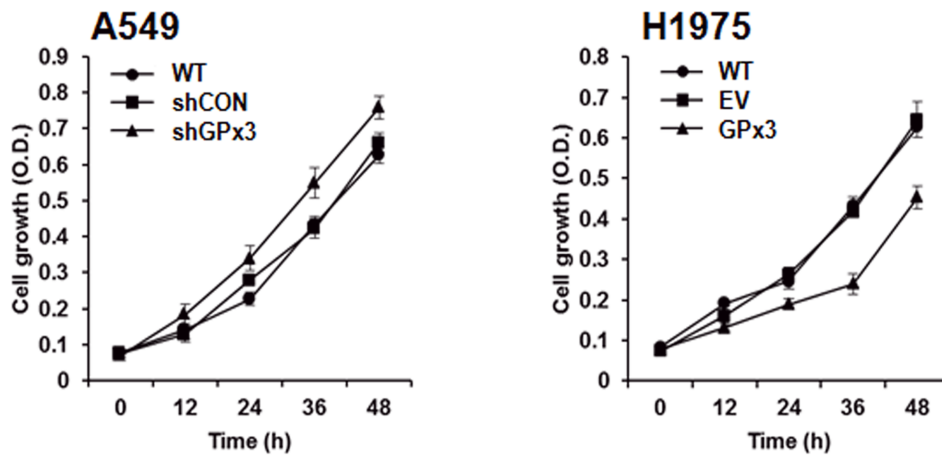 A549
WT
shCON
shGPx3
Cell growth (O.D.)
0.9
0.8
0.7
0.6
0.5
0.4
0.3
0.2
0.1
0
0 12 24 36 48
Time (h)
H1975
WT
EV
GPx3
Cell growth (O.D.)
0.8
0.7
0.6
0.5
0.4
0.3
0.2
0.1
0
0 12 24 36 48
Time (h)